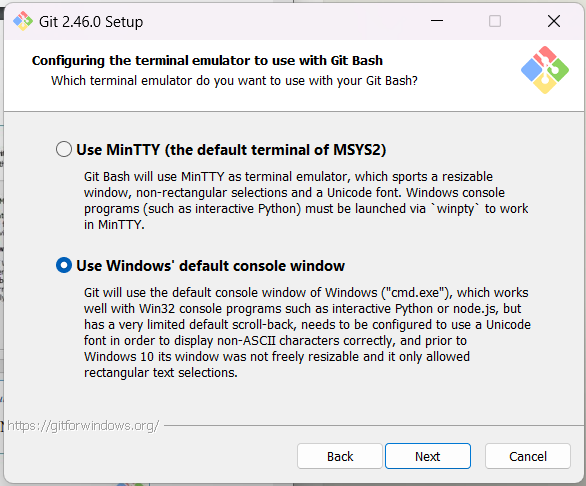 Git 2.46.0 Setup
Configuring the terminal emulator to use with Git Bash
Which terminal emulator do you want to use with your Git Bash?
Use MinTTY (the default terminal of MSYS2)
Git Bash will use MinTTY as terminal emulator, which sports a resizable
window, non-rectangular selections and a Unicode font. Windows console
programs (such as interactive Python) must be launched via `winpty` to work
in MinTTY.
Use Windows' default console window
Git will use the default console window of Windows ("cmd.exe"), which works
well with Win32 console programs such as interactive Python or node.js, but
has a very limited default scroll-back, needs to be configured to use a Unicode
font in order to display non-ASCII characters correctly, and prior to
Windows 10 its window was not freely resizable and it only allowed
rectangular text selections.
https://gitforwindows.org/
Back
Next
Cancel